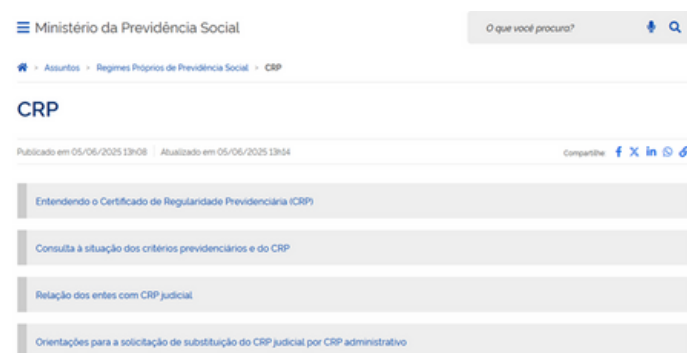 Ministério da Previdência Social
O que você procura?
> Assuntos > Regimes Próprios de Previdência Social > CRP
CRP
Publicado em 05/06/2025 13h08 | Atualizado em 05/06/2025 13h14
Compartilhe:
Entendendo o Certificado de Regularidade Previdenciária (CRP)
Consulta à situação dos critérios previdenciários e do CRP
Relação dos entes com CRP judicial
Orientações para a solicitação de substituição do CRP judicial por CRP administrativo